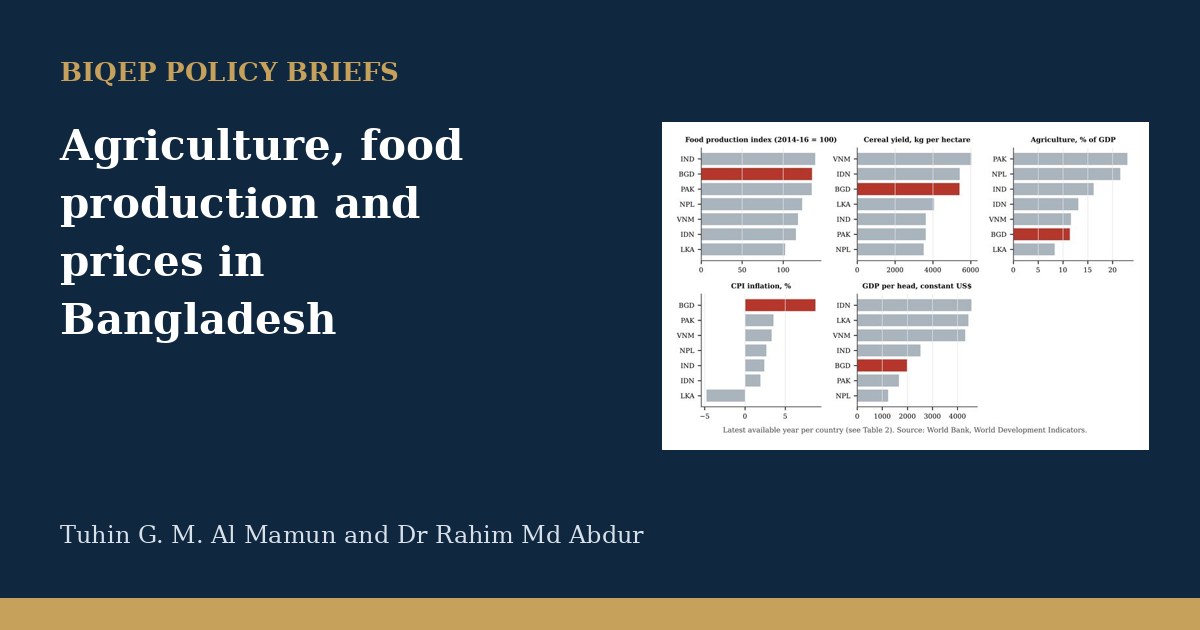 BIQEP POLICY BRIEFS
Agriculture, food
production and
prices in
Bangladesh
Tuhin G. M. Al Mamun and Dr Rahim Md Abdur
Food production index (2014-16 = 100)
IND
BGD
PAK
NPL
VNM
IDN
LKA
0 50 100
Cereal yield, kg per hectare
VNM
IDN
BGD
LKA
IND
PAK
NPL
0 2000 4000 6000
Agriculture, % of GDP
PAK
NPL
IND
IDN
VNM
BGD
LKA
0 5 10 15 20
CPI inflation, %
BGD
PAK
VNM
NPL
IND
IDN
LKA
−5 0 5
GDP per head, constant US$
IDN
LKA
VNM
IND
BGD
PAK
NPL
0 1000 2000 3000 4000
Latest available year per country (see Table 2). Source: World Bank, World Development Indicators.